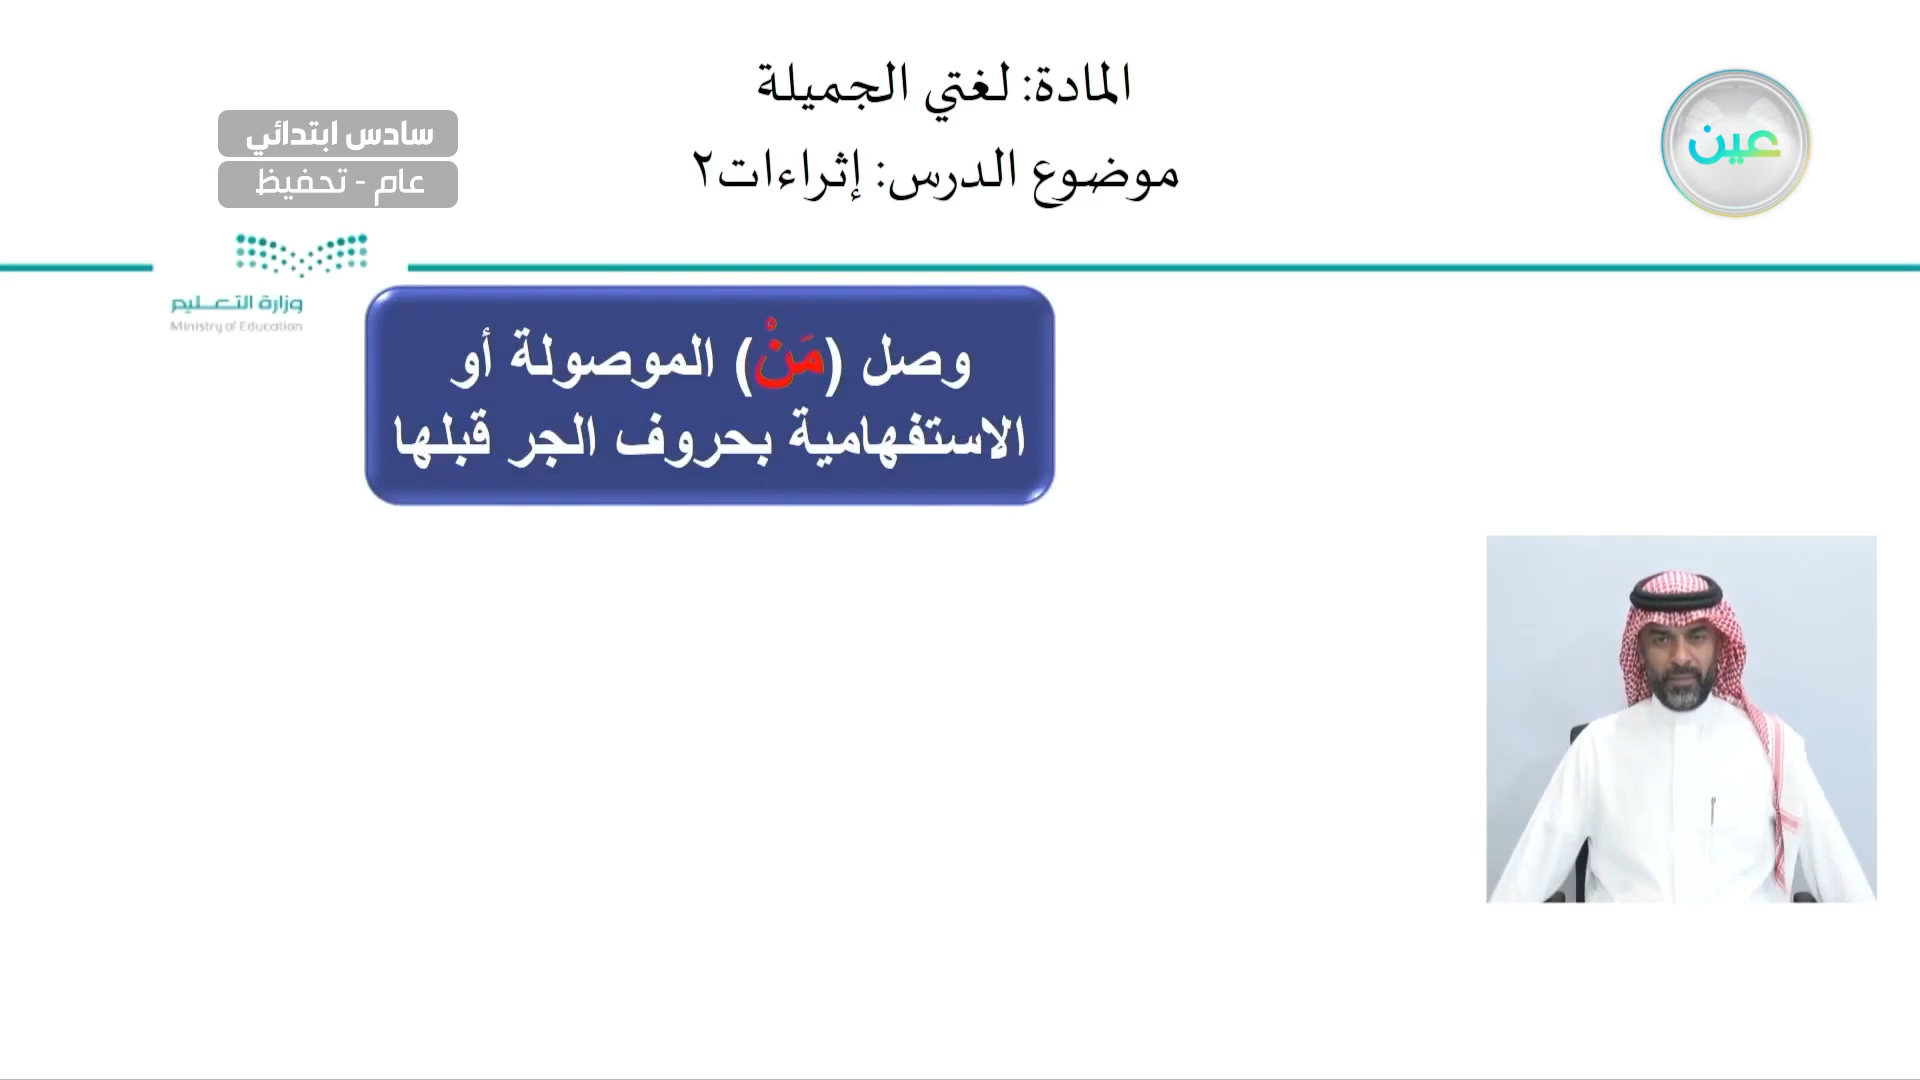 المادة: لغتي الجميلة
موضوع الدرس: إثراءات٢
عين
سادس ابتدائي
عام - تحفيظ
وزارة التعليم
Ministry of Education
وصل (مَنْ) الموصولة أو
الاستفهامية بحروف الجر قبلها